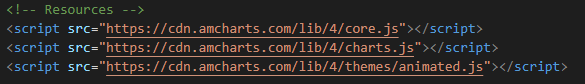 <!-- Resources -->
<script src="https://cdn.amcharts.com/lib/4/core.js"></script>
<script src="https://cdn.amcharts.com/lib/4/charts.js"></script>
<script src="https://cdn.amcharts.com/lib/4/themes/animated.js"></script>